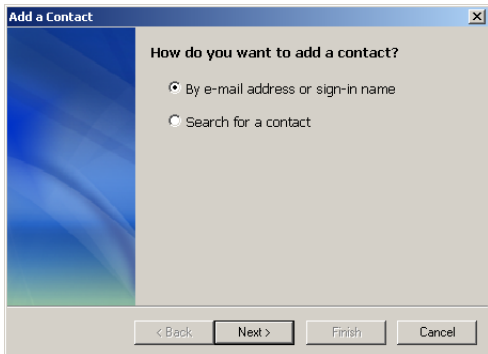 Add a Contact
How do you want to add a contact?
By e-mail address or sign-in name
Search for a contact
< Back Next > Finish Cancel